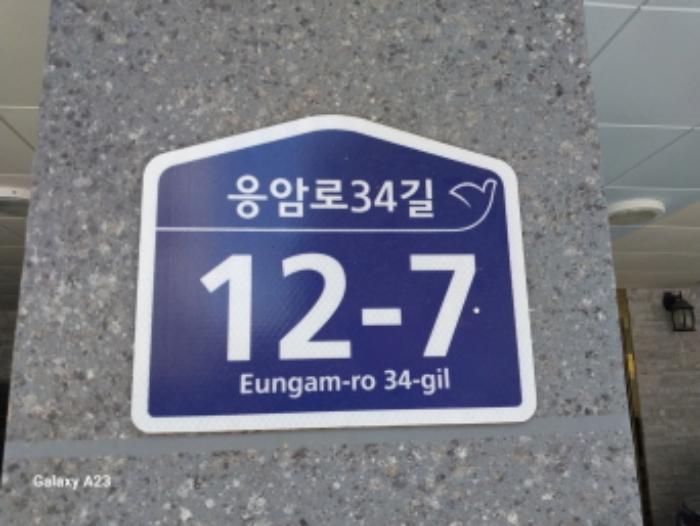 응암로34길
12-7
Eungam-ro 34-gil
Galaxy A23